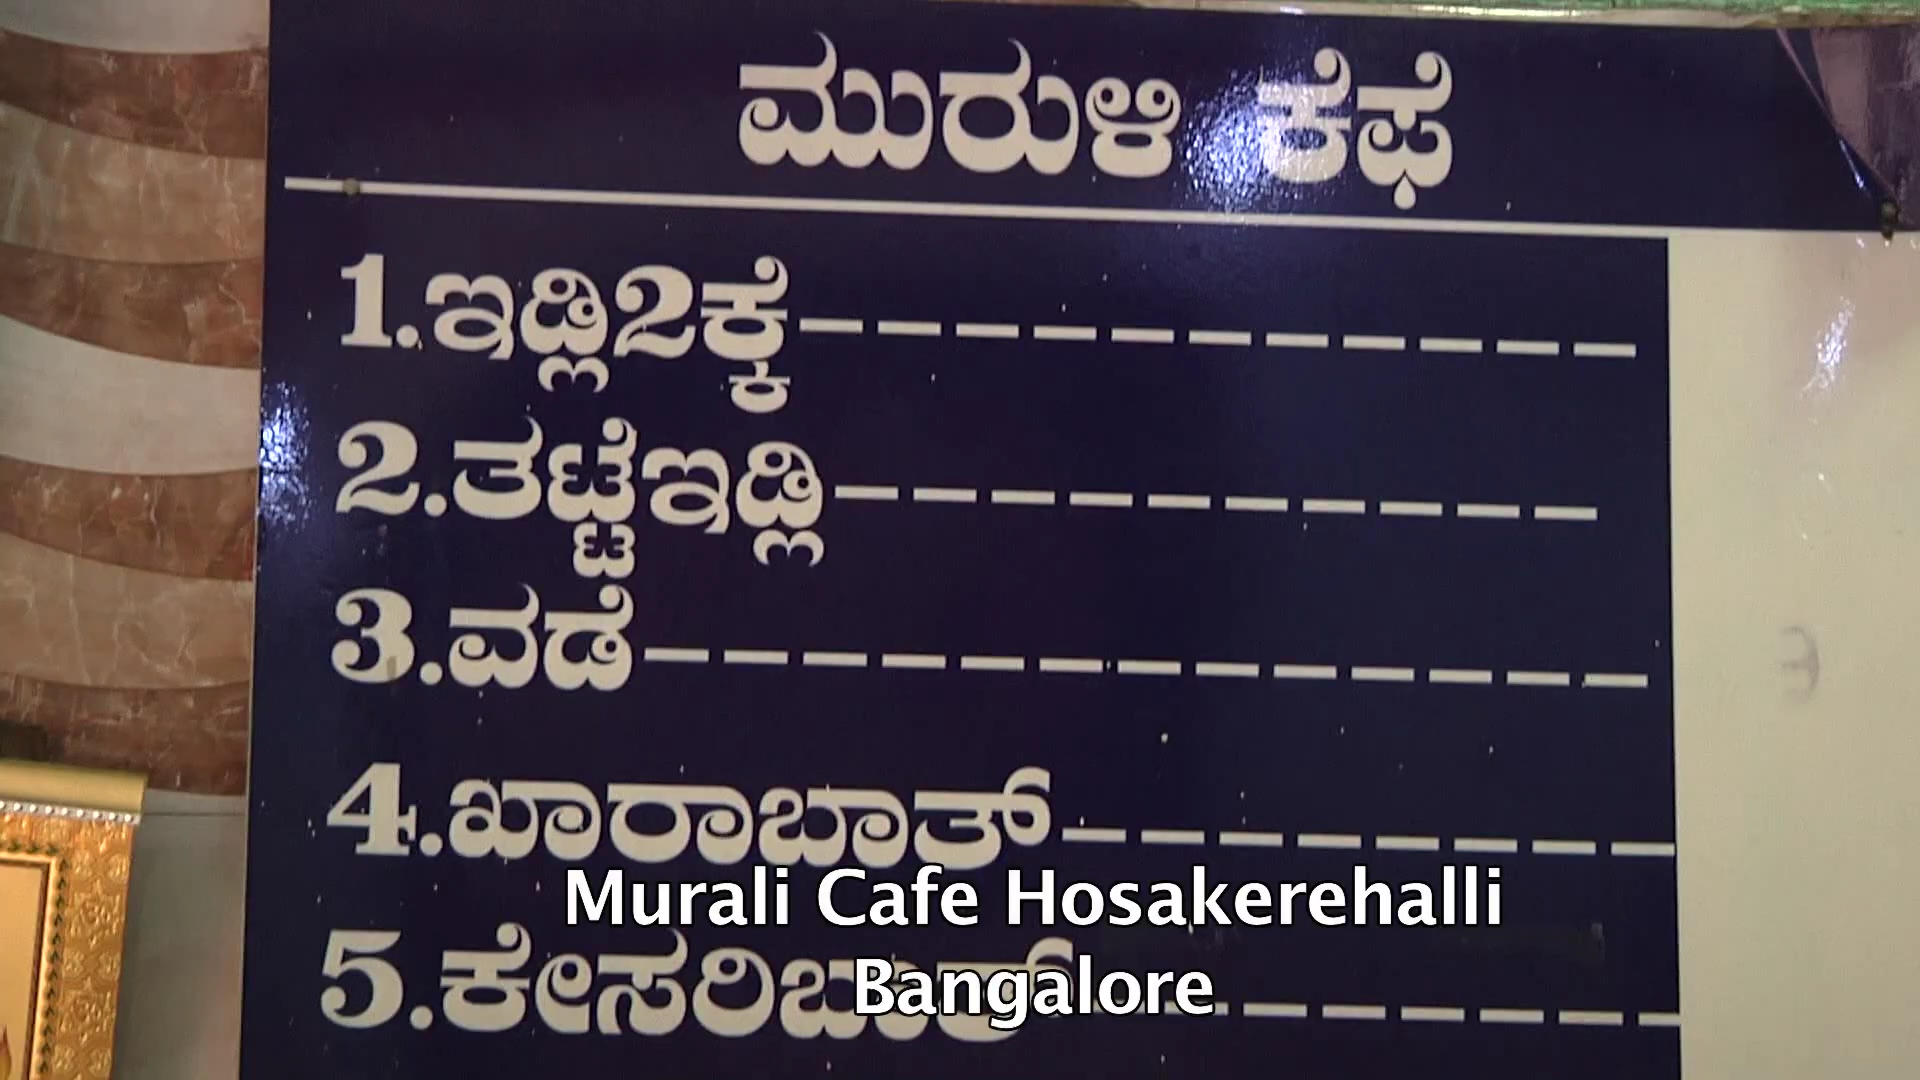 ಮುರುಳಿ ಕೆಫೆ
1.ಇಡ್ಲಿ2ಕ್ಕೆ-----------
2.ತಟ್ಟೆಇಡ್ಲಿ----------
3.ವಡೆ-------------
4.ಖಾರಾಬಾತ್--------
Murali Cafe Hosakerehalli
5.ಕೇಸರಿಬಾತ್--------
Bangalore